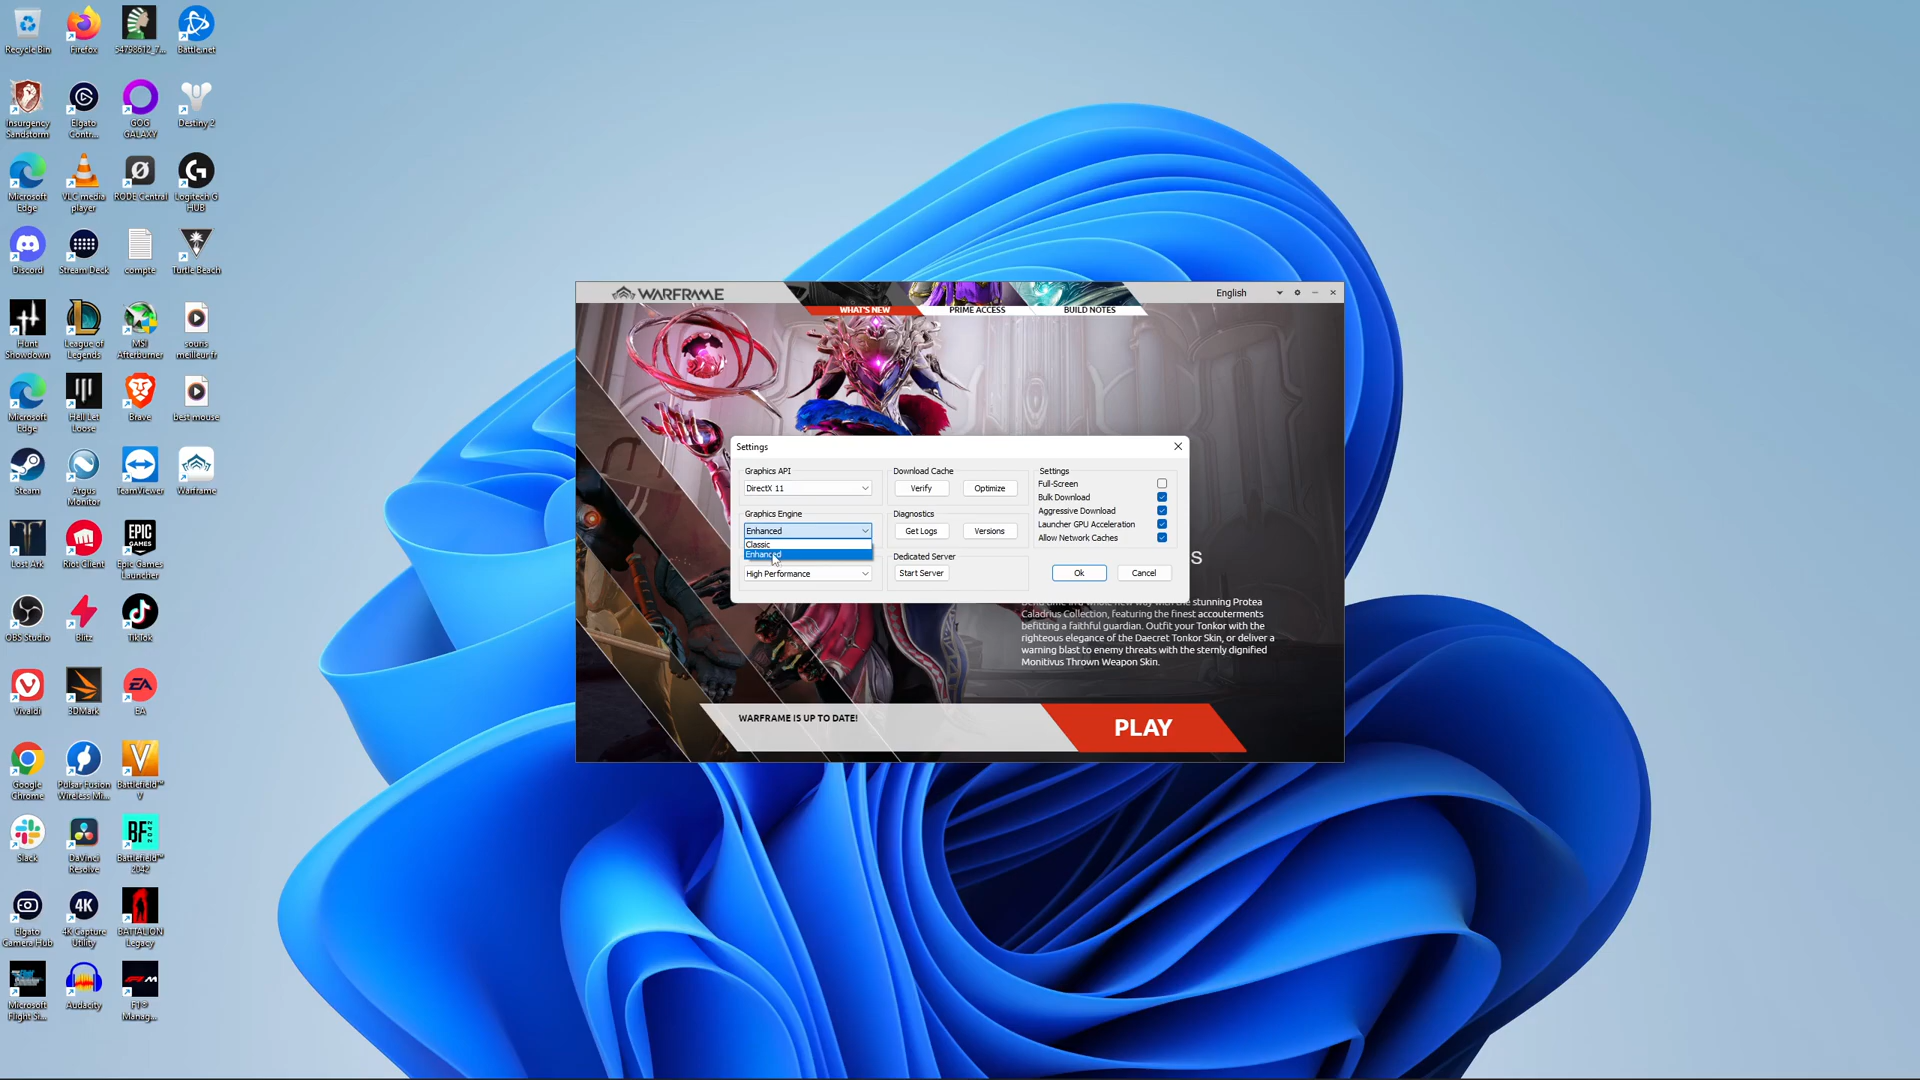 Recycle Bin
Firefox
54798612_7...
Battle.net
Insurgency
Sandstorm
Elgato
Contr...
GOG
GALAXY
Destiny 2
Microsoft
Edge
VLC media
player
RODE Central
Logitech G
HUB
Discord
Stream Deck
compte
Turtle Beach
Hunt
Showdown
League of
Legends
MSI
Afterburner
souris
meilleur fr
Microsoft
Edge
Hell Let
Loose
Brave
best mouse
Steam
Argus
Monitor
TeamViewer
Warframe
Lost Ark
Riot Client
EPIC
GAMES
Epic Games
Launcher
OBS Studio
Blitz
TikTok
Vivaldi
3DMark
EA
EA
Google
Chrome
Pulsar Fusion
Wireless Mi...
Battlefield™
V
Slack
DaVinci
Resolve
BF
2042
Battlefield™
2042
Elgato
Camera Hub
4K
4K Capture
Utility
BATTALION
Legacy
Microsoft
Flight Si...
Audacity
F1®
Manag...
WARFRAME
English
WHAT'S NEW
PRIME ACCESS
BUILD NOTES
Settings
Graphics API
DirectX 11
Graphics Engine
Enhanced
Classic
Enhanced
High Performance
Download Cache
Verify
Optimize
Diagnostics
Get Logs
Versions
Dedicated Server
Start Server
Settings
Full-Screen
Bulk Download
Aggressive Download
Launcher GPU Acceleration
Allow Network Caches
Ok
Cancel
S
stunning Protea
Caladrius Collection, featuring the finest accouterments
befitting a faithful guardian. Outfit your Tonkor with the
righteous elegance of the Daecret Tonkor Skin, or deliver a
warning blast to enemy threats with the sternly dignified
Monitivus Thrown Weapon Skin.
WARFRAME IS UP TO DATE!
PLAY